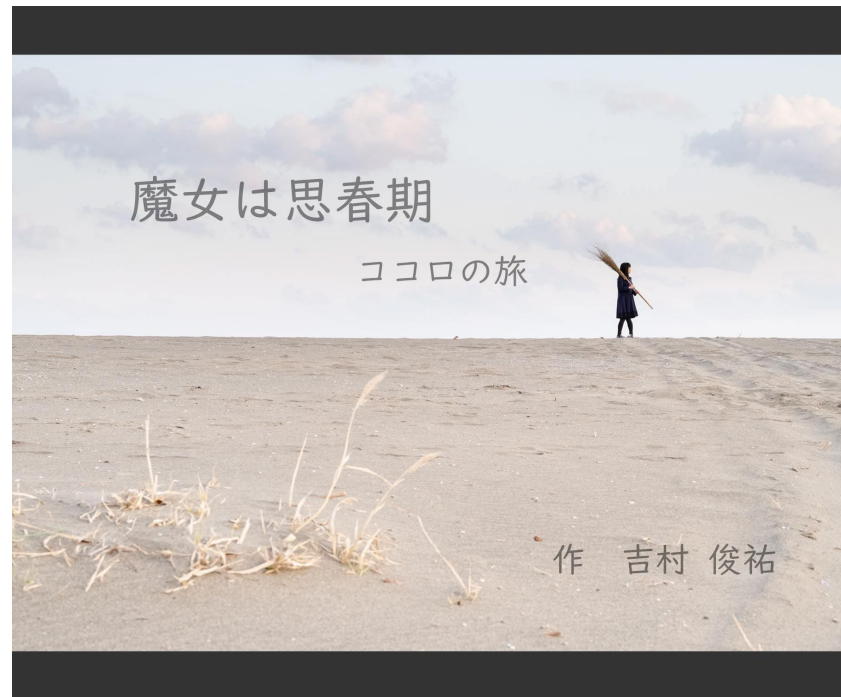 魔女は思春期
ココロの旅
作　吉村 俊祐